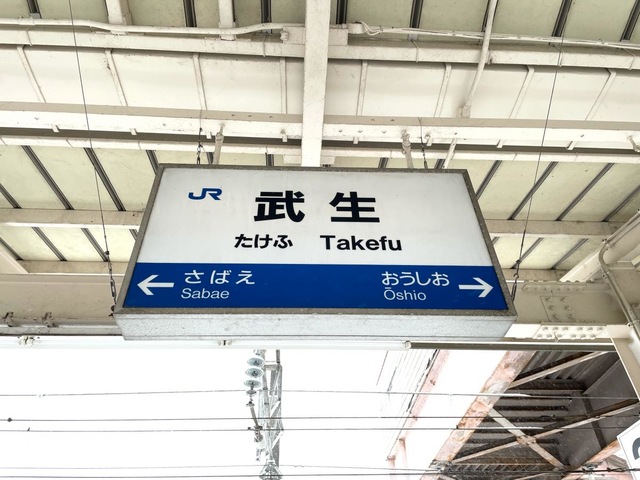 JR
武生
たけふ Takefu
← さばえ おうしお →
Sabae Ōshio